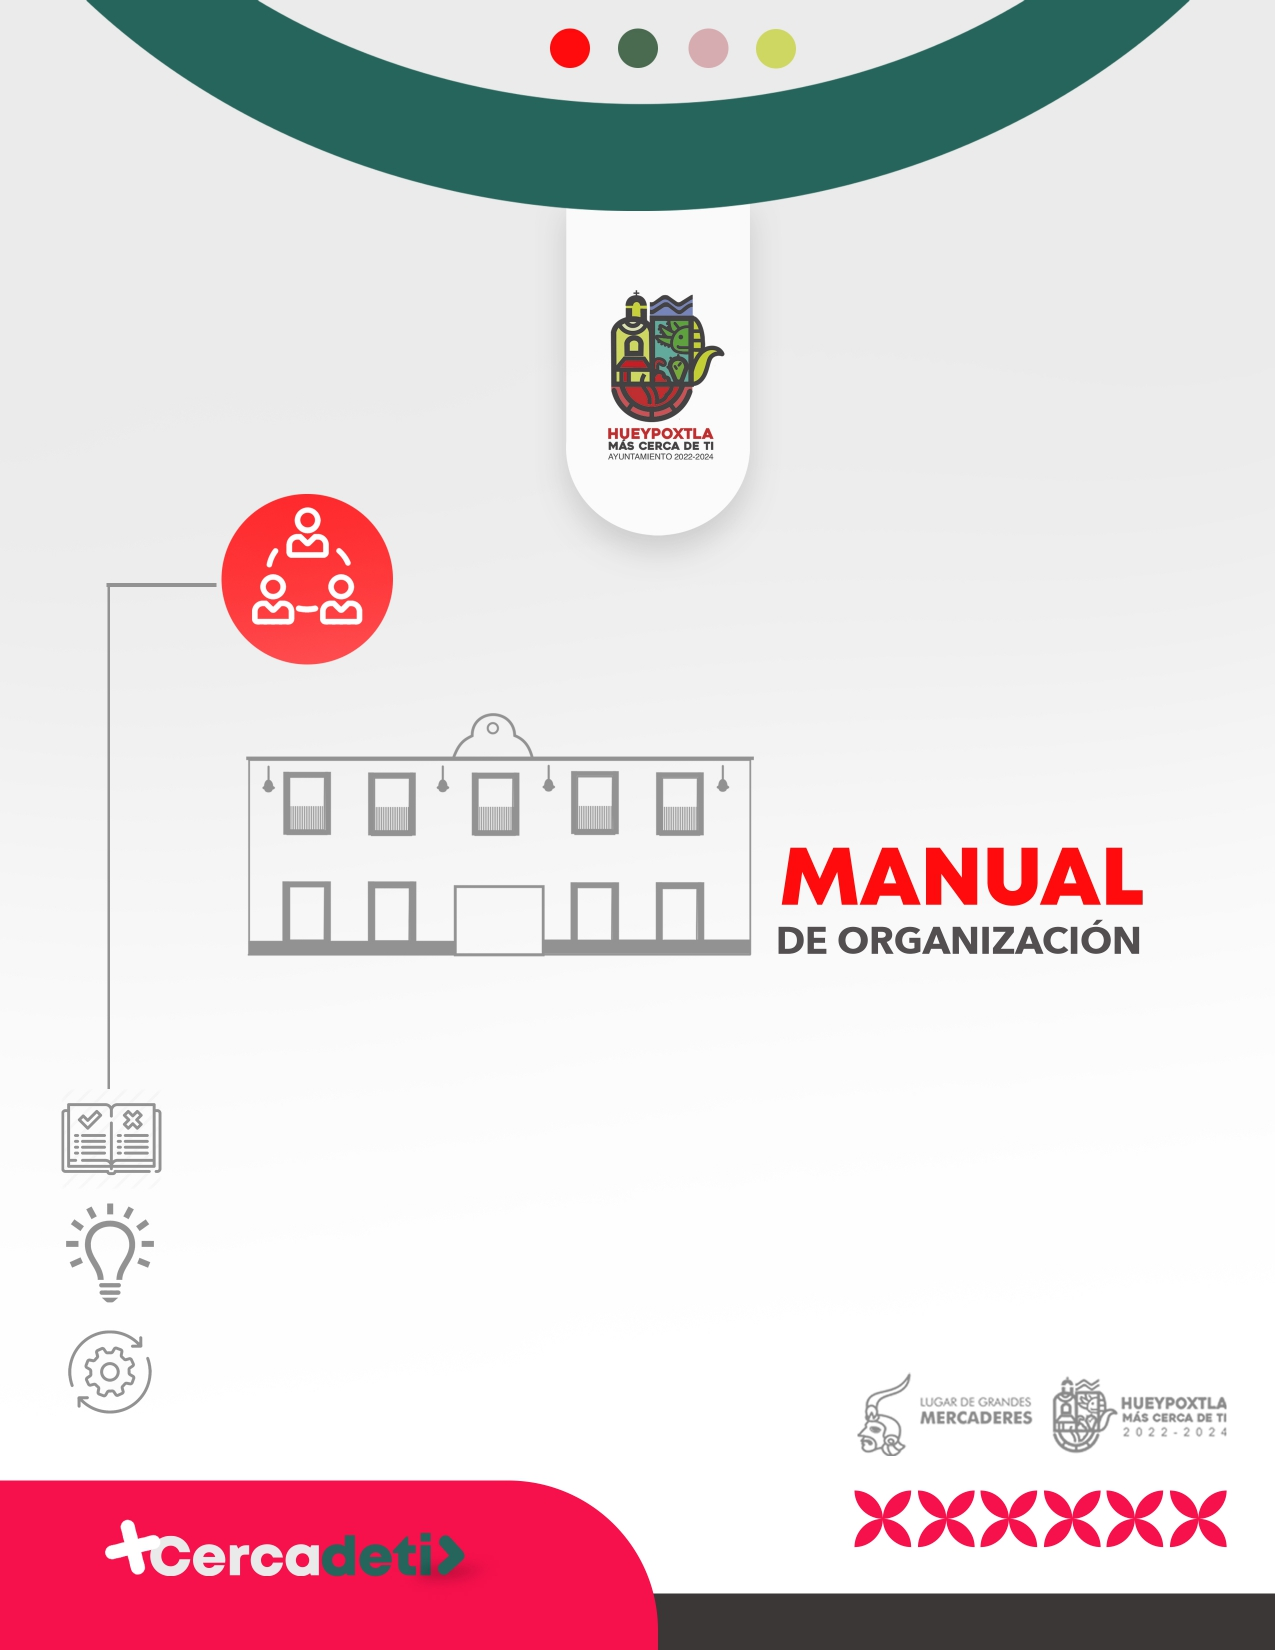 HUEYPOXTLA
MÁS CERCA DE TI
AYUNTAMIENTO 2022-2024
MANUAL
DE ORGANIZACIÓN
LUGAR DE GRANDES
MERCADERES
HUEYPOXTLA
MÁS CERCA DE TI
2022-2024
+Cercadeti